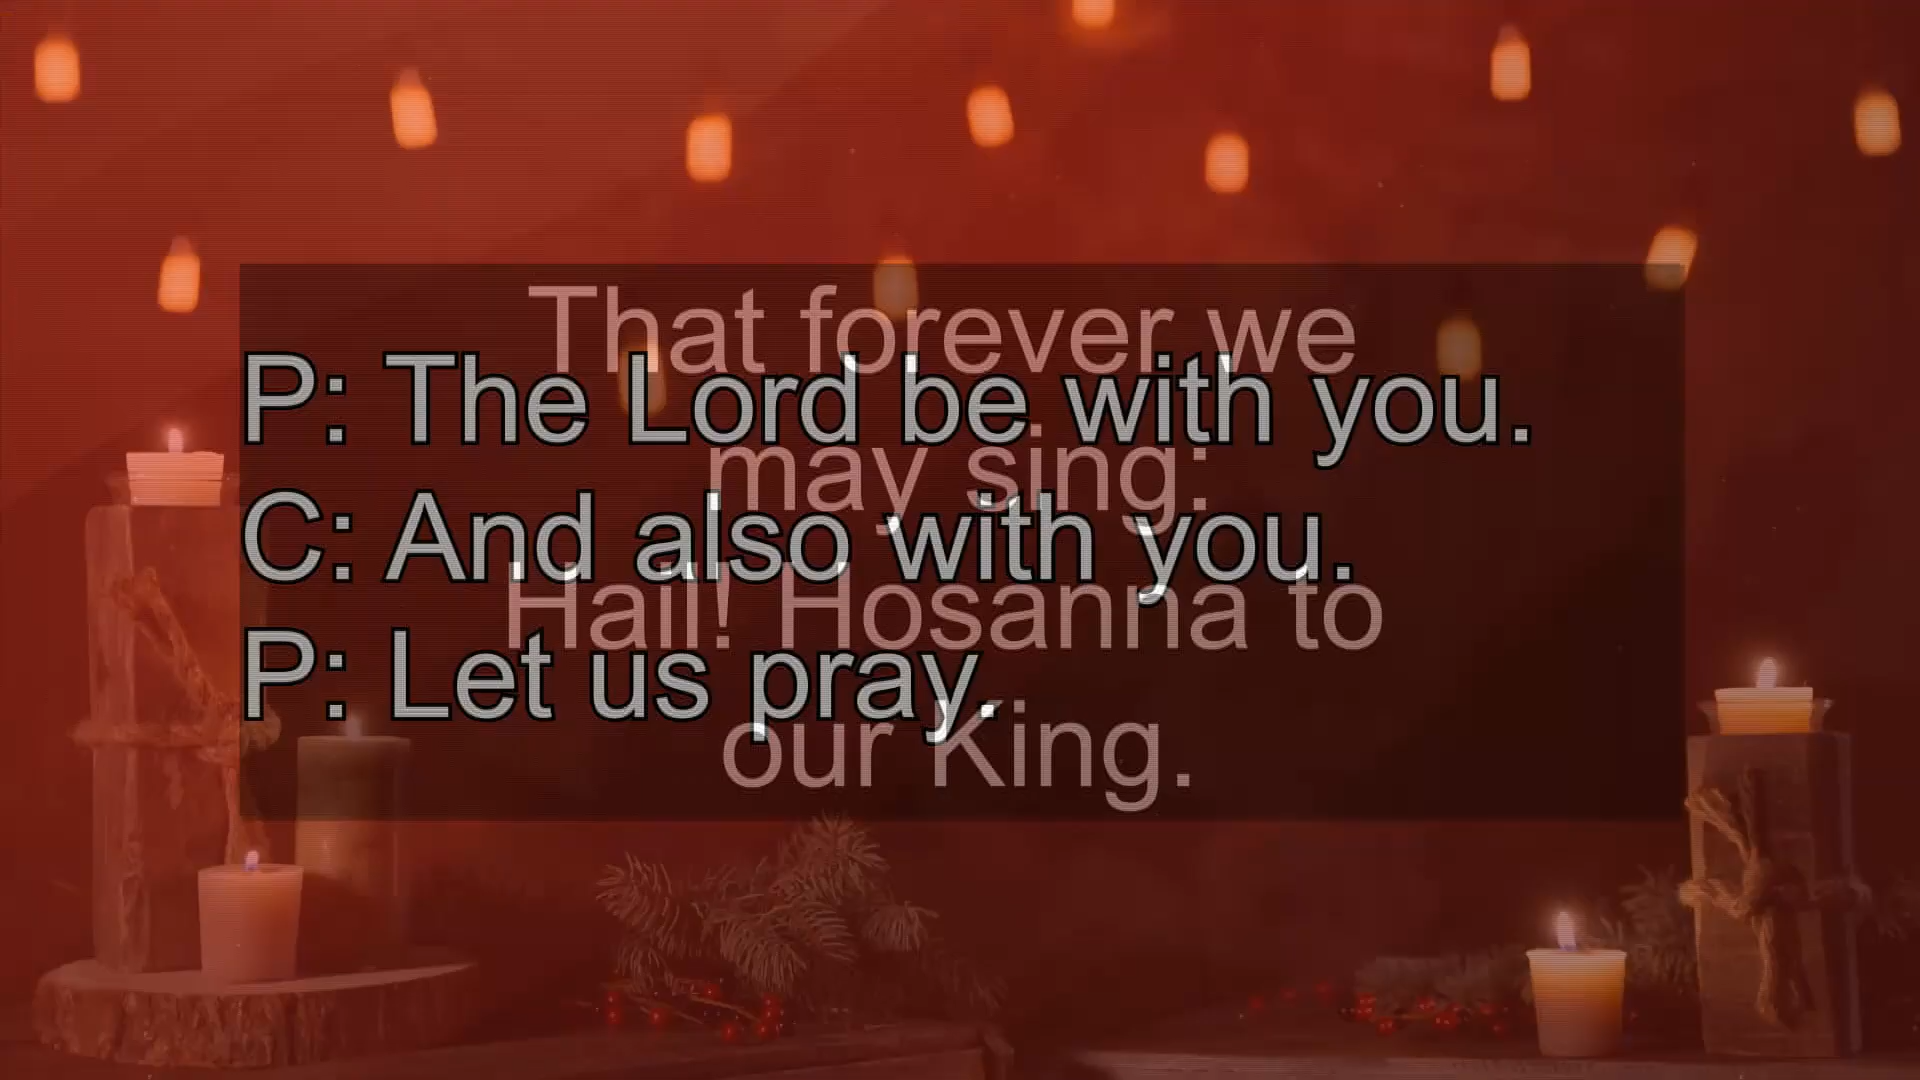 That forever we
P: The Lord be with you.
may sing:
C: And also with you.
Hail! Hosanna to
P: Let us pray.
our King.